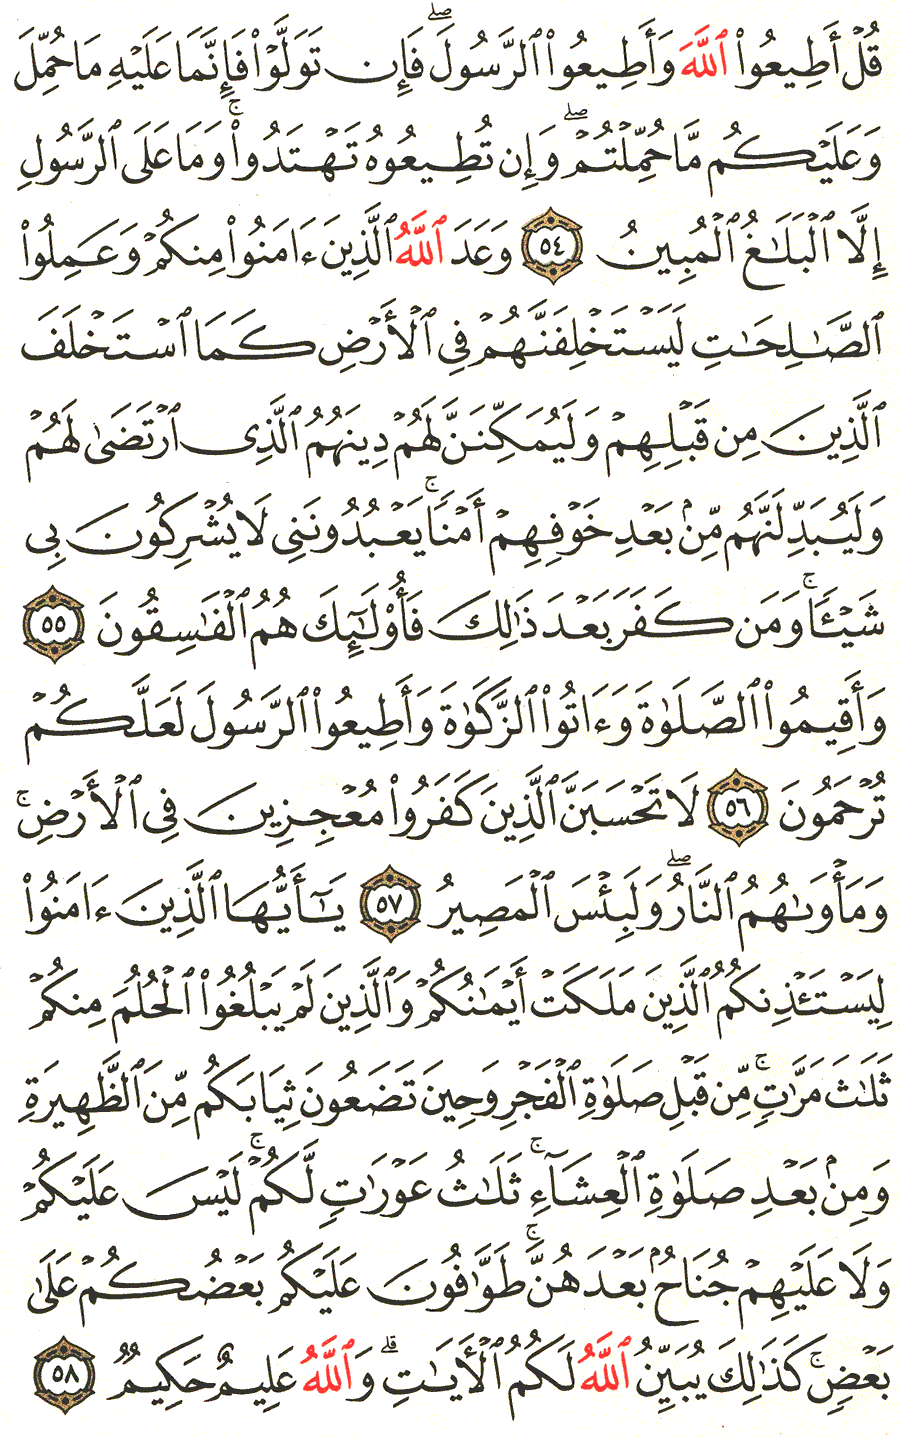 قُلۡ أَطِيعُواْ ٱللَّهَ وَأَطِيعُواْ ٱلرَّسُولَۖ فَإِن تَوَلَّوۡاْ فَإِنَّمَا عَلَيۡهِ مَا حُمِّلَ
وَعَلَيۡكُم مَّا حُمِّلۡتُمۡۖ وَإِن تُطِيعُوهُ تَهۡتَدُواْۚ وَمَا عَلَى ٱلرَّسُولِ
إِلَّا ٱلۡبَلَٰغُ ٱلۡمُبِينُ ٥٤ وَعَدَ ٱللَّهُ ٱلَّذِينَ ءَامَنُواْ مِنكُمۡ وَعَمِلُواْ
ٱلصَّٰلِحَٰتِ لَيَسۡتَخۡلِفَنَّهُمۡ فِي ٱلۡأَرۡضِ كَمَا ٱسۡتَخۡلَفَ
ٱلَّذِينَ مِن قَبۡلِهِمۡ وَلَيُمَكِّنَنَّ لَهُمۡ دِينَهُمُ ٱلَّذِي ٱرۡتَضَىٰ لَهُمۡ
وَلَيُبَدِّلَنَّهُم مِّنۢ بَعۡدِ خَوۡفِهِمۡ أَمۡنٗاۚ يَعۡبُدُونَنِي لَا يُشۡرِكُونَ بِي
شَيۡـٔٗاۚ وَمَن كَفَرَ بَعۡدَ ذَٰلِكَ فَأُوْلَٰٓئِكَ هُمُ ٱلۡفَٰسِقُونَ ٥٥
وَأَقِيمُواْ ٱلصَّلَوٰةَ وَءَاتُواْ ٱلزَّكَوٰةَ وَأَطِيعُواْ ٱلرَّسُولَ لَعَلَّكُمۡ
تُرۡحَمُونَ ٥٦ لَا تَحۡسَبَنَّ ٱلَّذِينَ كَفَرُواْ مُعۡجِزِينَ فِي ٱلۡأَرۡضِۚ
وَمَأۡوَىٰهُمُ ٱلنَّارُۖ وَلَبِئۡسَ ٱلۡمَصِيرُ ٥٧ يَٰٓأَيُّهَا ٱلَّذِينَ ءَامَنُواْ
لِيَسۡتَـٔۡذِنكُمُ ٱلَّذِينَ مَلَكَتۡ أَيۡمَٰنُكُمۡ وَٱلَّذِينَ لَمۡ يَبۡلُغُواْ ٱلۡحُلُمَ مِنكُمۡ
ثَلَٰثَ مَرَّٰتٖۚ مِّن قَبۡلِ صَلَوٰةِ ٱلۡفَجۡرِ وَحِينَ تَضَعُونَ ثِيَابَكُم مِّنَ ٱلظَّهِيرَةِ
وَمِنۢ بَعۡدِ صَلَوٰةِ ٱلۡعِشَآءِۚ ثَلَٰثُ عَوۡرَٰتٖ لَّكُمۡۚ لَيۡسَ عَلَيۡكُمۡ
وَلَا عَلَيۡهِمۡ جُنَاحُۢ بَعۡدَهُنَّۚ طَوَّٰفُونَ عَلَيۡكُم بَعۡضُكُمۡ عَلَىٰ
بَعۡضٖۚ كَذَٰلِكَ يُبَيِّنُ ٱللَّهُ لَكُمُ ٱلۡأٓيَٰتِۗ وَٱللَّهُ عَلِيمٌ حَكِيمٞ ٥٨